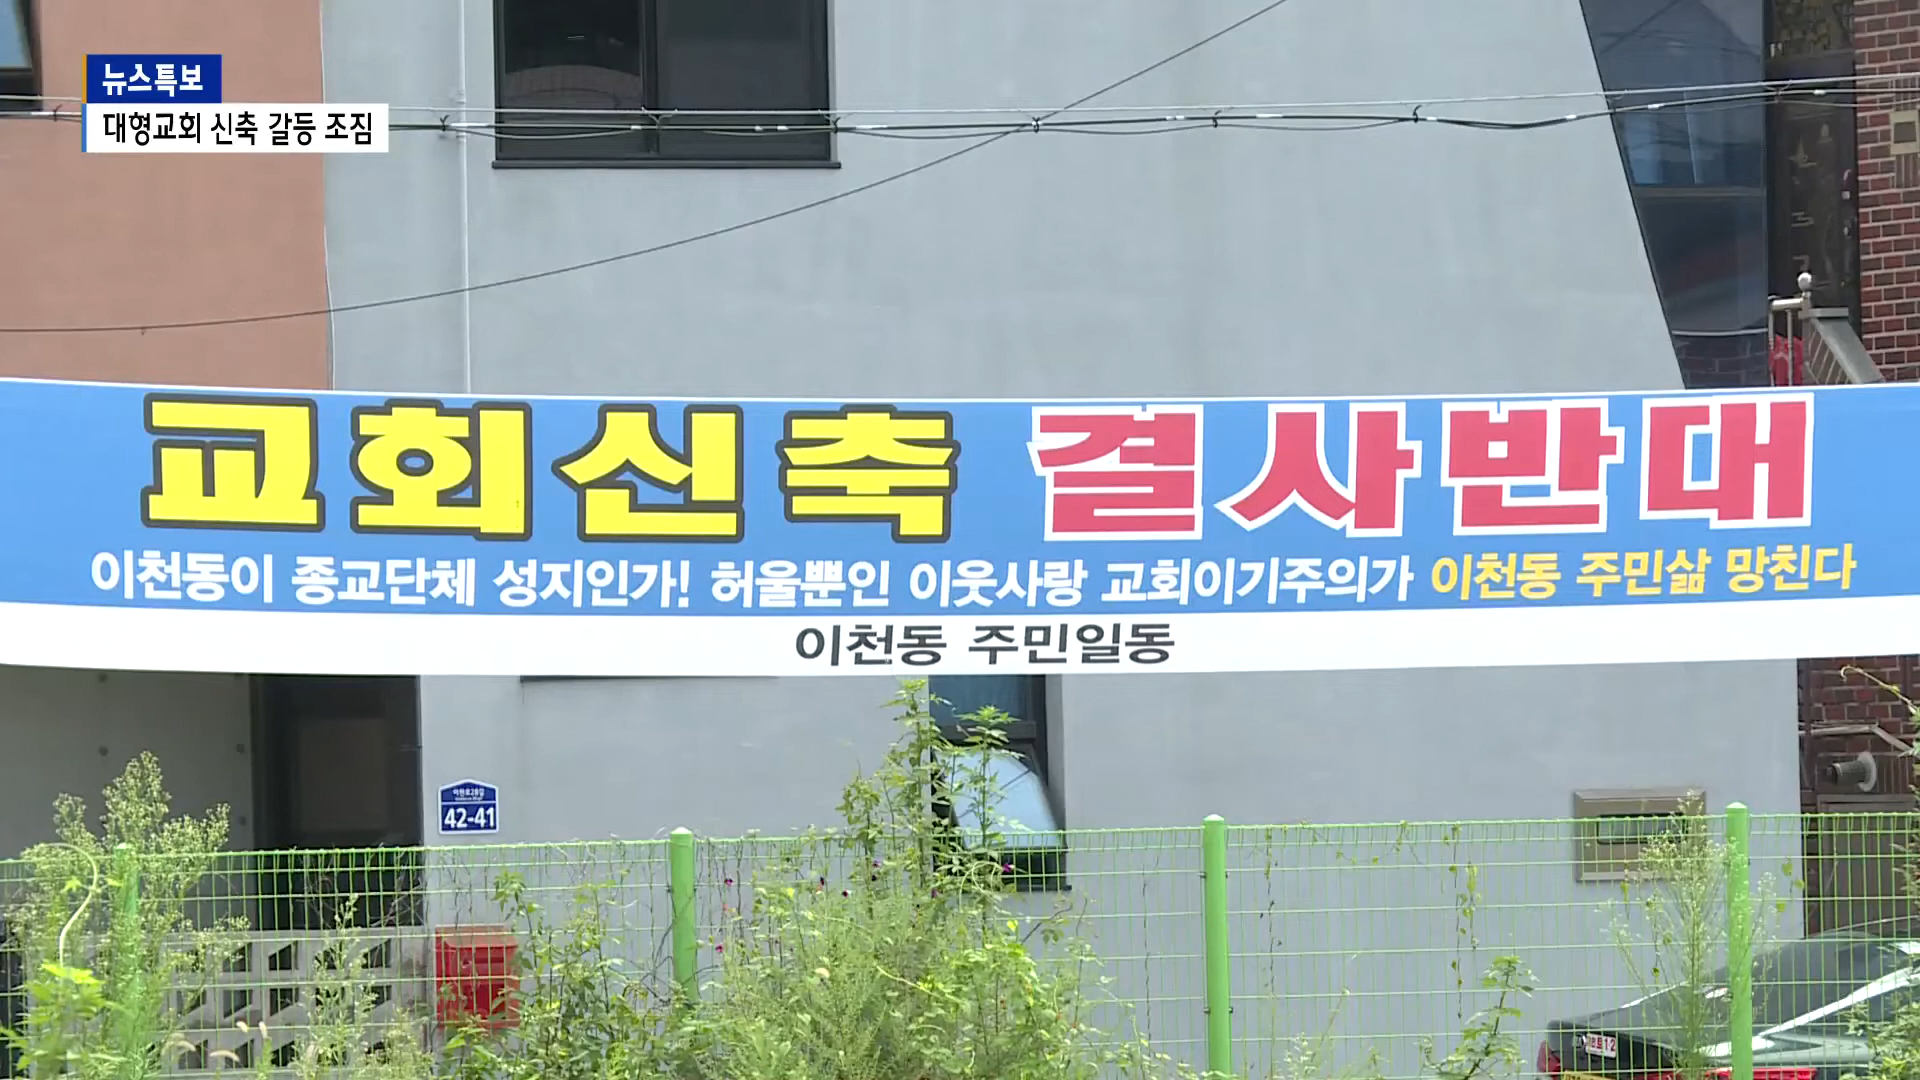 뉴스특보
대형교회 신축 갈등 조짐
교회신축 결사반대
이천동이 종교단체 성지인가! 허울뿐인 이웃사랑 교회이기주의가 이천동 주민삶 망친다
이천동 주민일동
42-41